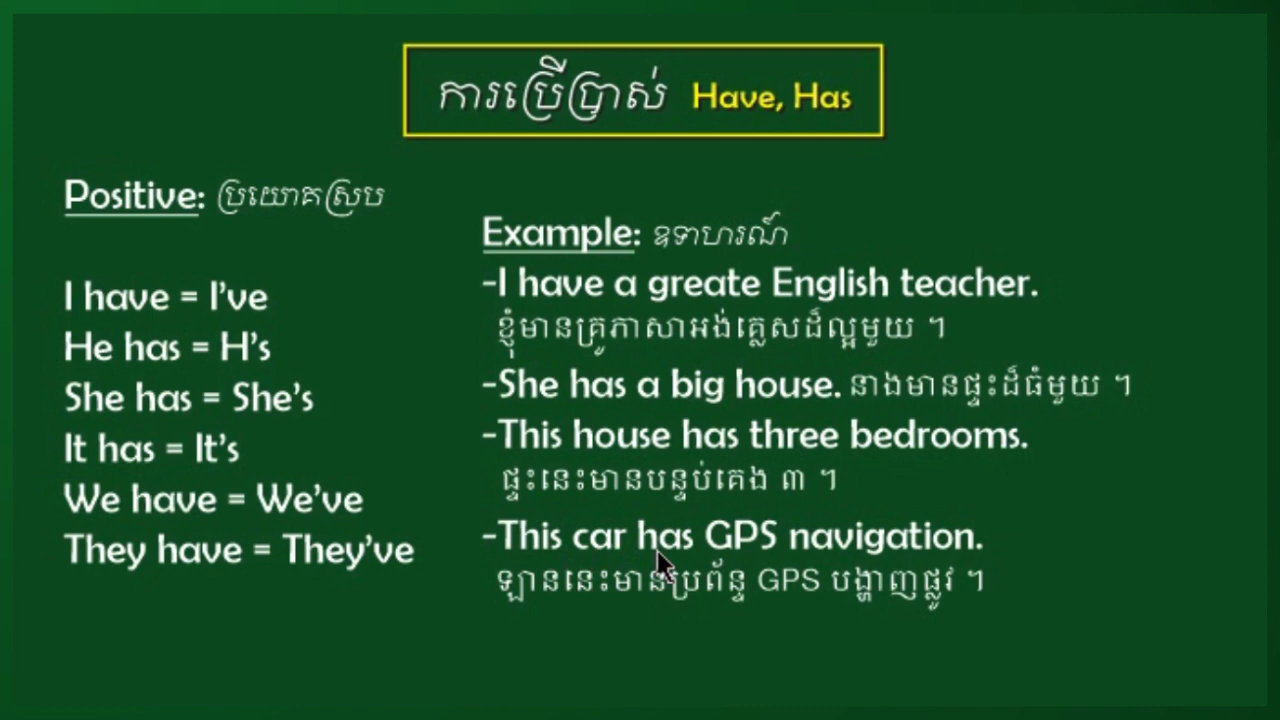 ការប្រើប្រាស់ Have, Has
Positive: ប្រយោគស្រប
I have = I've
He has = H's
She has = She's
It has = It's
We have = We've
They have = They've
Example: ឧទាហរណ៍
-I have a greate English teacher.
ខ្ញុំមានគ្រូភាសាអង់គ្លេសដ៏ល្អមួយ ។
-She has a big house. នាងមានផ្ទះដ៏ធំមួយ ។
-This house has three bedrooms.
ផ្ទះនេះមានបន្ទប់គេង ៣ ។
-This car has GPS navigation.
ឡាននេះមានប្រព័ន្ធ GPS បង្ហាញផ្លូវ ។